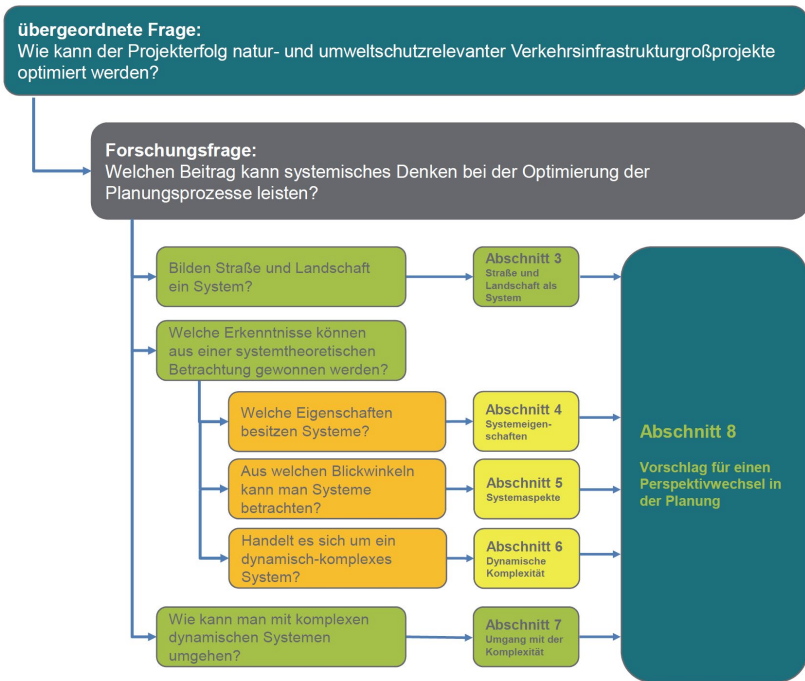 übergeordnete Frage:
Wie kann der Projekterfolg natur- und umweltschutzrelevanter Verkehrsinfrastrukturgroßprojekte
optimiert werden?
Forschungsfrage:
Welchen Beitrag kann systemisches Denken bei der Optimierung der
Planungsprozesse leisten?
Bilden Straße und Landschaft
ein System?
Abschnitt 3
Straße und
Landschaft als
System
Welche Erkenntnisse können
aus einer systemtheoretischen
Betrachtung gewonnen werden?
Welche Eigenschaften
besitzen Systeme?
Abschnitt 4
Systemeigen-
schaften
Aus welchen Blickwinkeln
kann man Systeme
betrachten?
Abschnitt 5
Systemaspekte
Handelt es sich um ein
dynamisch-komplexes
System?
Abschnitt 6
Dynamische
Komplexität
Wie kann man mit komplexen
dynamischen Systemen
umgehen?
Abschnitt 7
Umgang mit der
Komplexität
Abschnitt 8
Vorschlag für einen
Perspektivwechsel in
der Planung